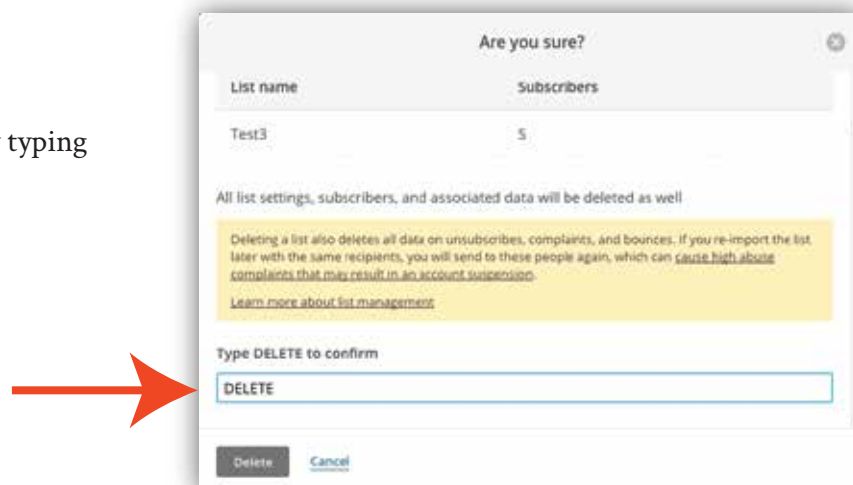 Are you sure?
List name Subscribers
typing
Test3 5
All list settings, subscribers, and associated data will be deleted as well
Deleting a list also deletes all data on unsubscribes, complaints, and bounces. If you re-import the list
later with the same recipients, you will send to these people again, which can cause high abuse
complaints that may result in an account suspension.
Learn more about list management
Type DELETE to confirm
DELETE
Delete Cancel